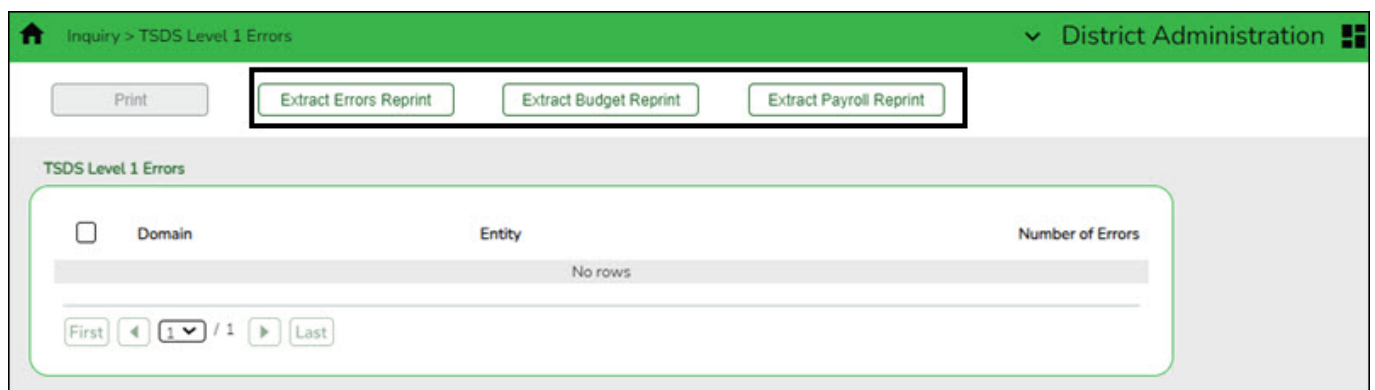 Inquiry > TSDS Level 1 Errors District Administration
Print Extract Errors Reprint Extract Budget Reprint Extract Payroll Reprint
TSDS Level 1 Errors
Domain Entity Number of Errors
No rows
First 1 / 1 Last